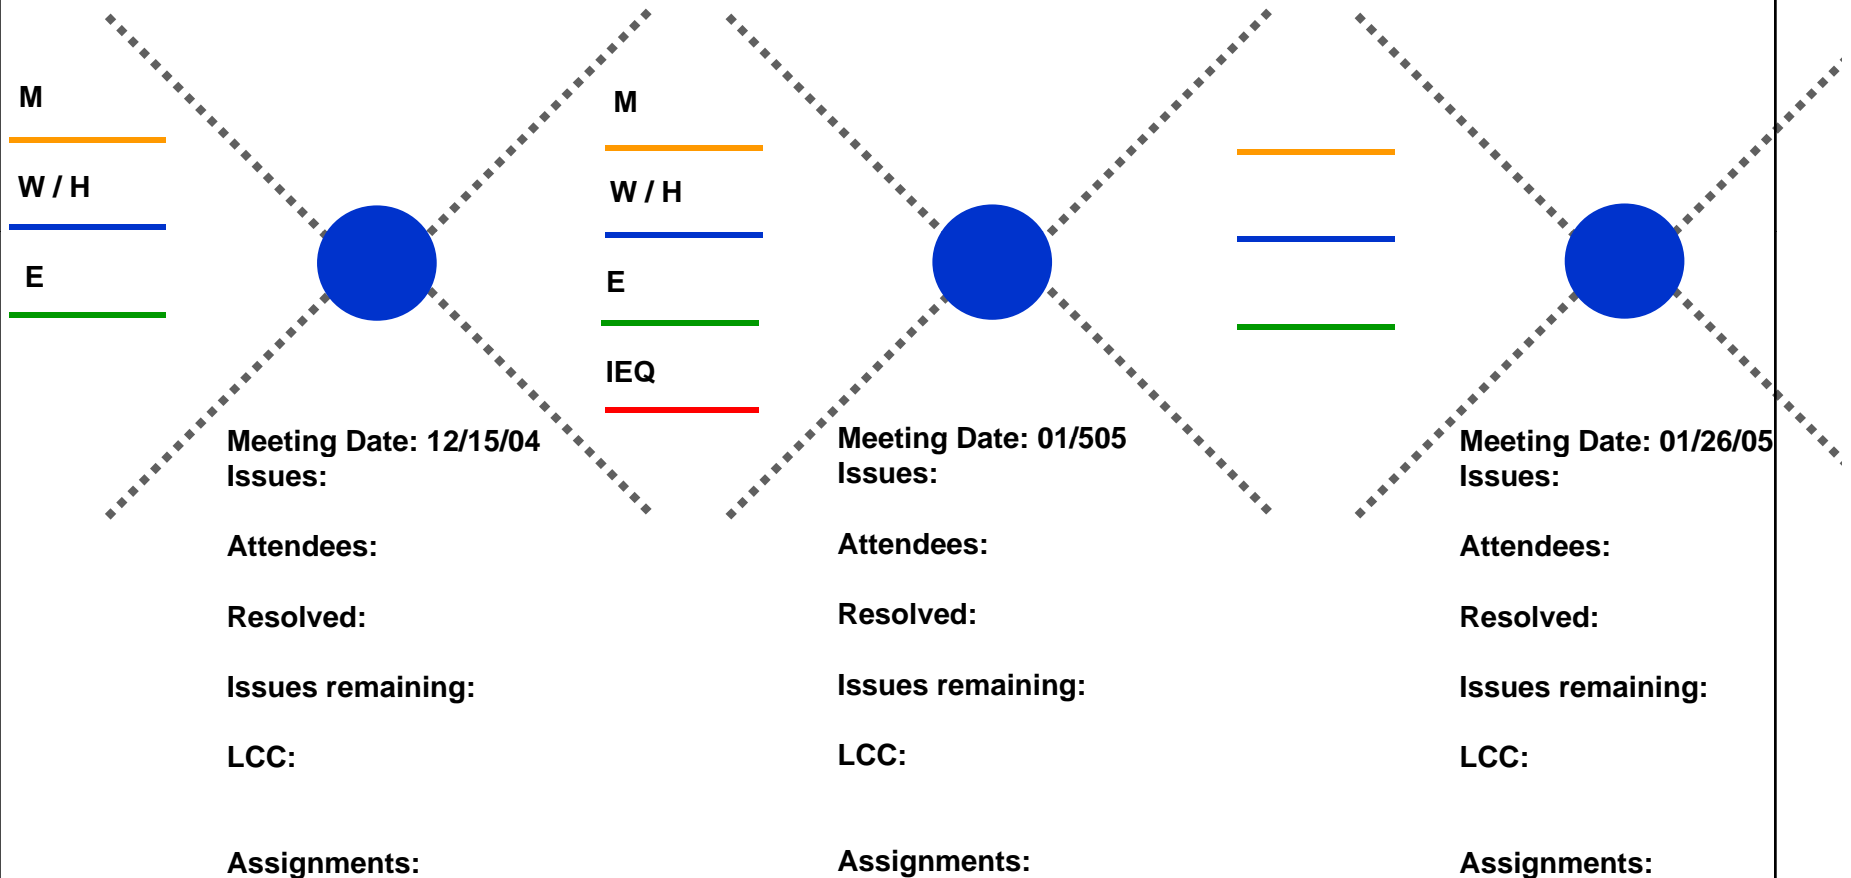 M
W / H
E
Meeting Date: 12/15/04
Issues:
Attendees:
Resolved:
Issues remaining:
LCC:
Assignments:
M
W / H
E
IEQ
Meeting Date: 01/505
Issues:
Attendees:
Resolved:
Issues remaining:
LCC:
Assignments:
Meeting Date: 01/26/05
Issues:
Attendees:
Resolved:
Issues remaining:
LCC:
Assignments: